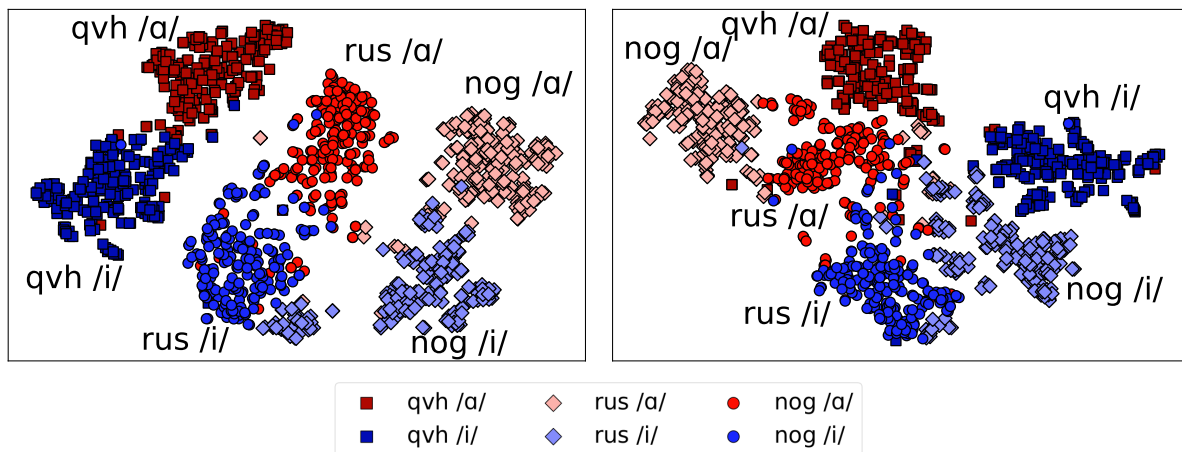 qvh /ɑ/
rus /ɑ/
nog /ɑ/
qvh /i/
rus /i/
nog /i/
qvh /ɑ/
nog /ɑ/
qvh /i/
rus /ɑ/
nog /i/
rus /i/
qvh /ɑ/ rus /ɑ/ nog /ɑ/
qvh /i/ rus /i/ nog /i/